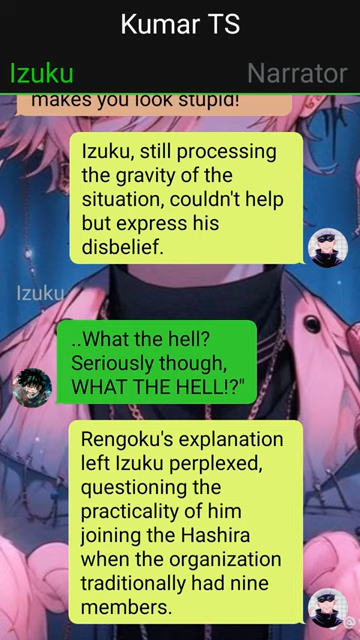 Kumar TS
Izuku
Narrator
makes you look stupid!
Izuku, still processing
the gravity of the
situation, couldn't help
but express his
disbelief.
Izuku
..What the hell?
Seriously though,
WHAT THE HELL!?"
Rengoku's explanation
left Izuku perplexed,
questioning the
practicality of him
joining the Hashira
when the organization
traditionally had nine
members.